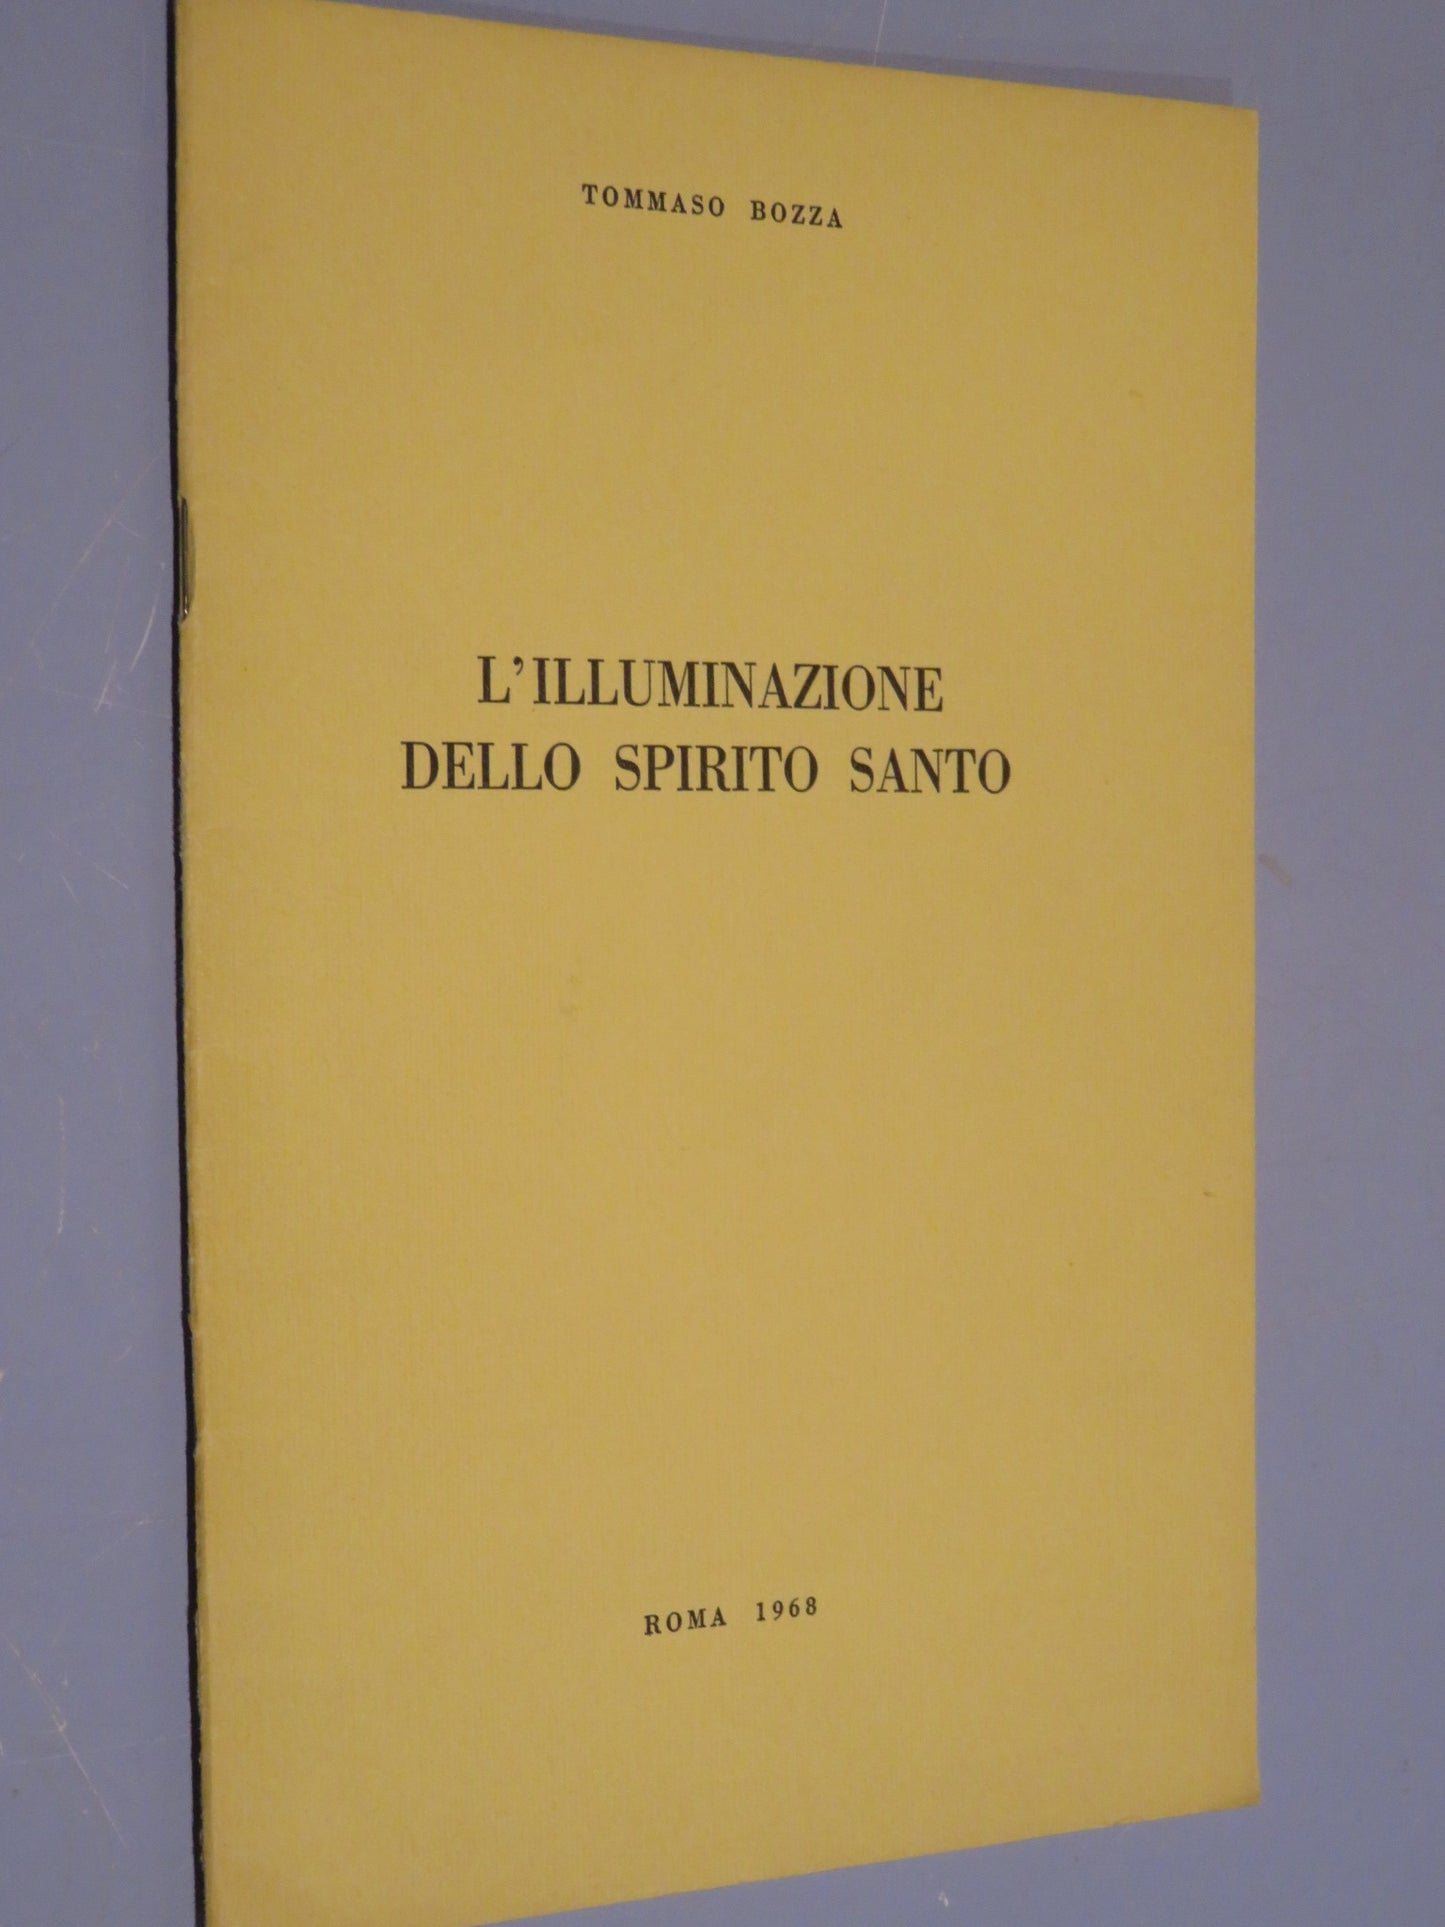 TOMMASO BOZZA
L'ILLUMINAZIONE
DELLO SPIRITO SANTO
ROMA 1968